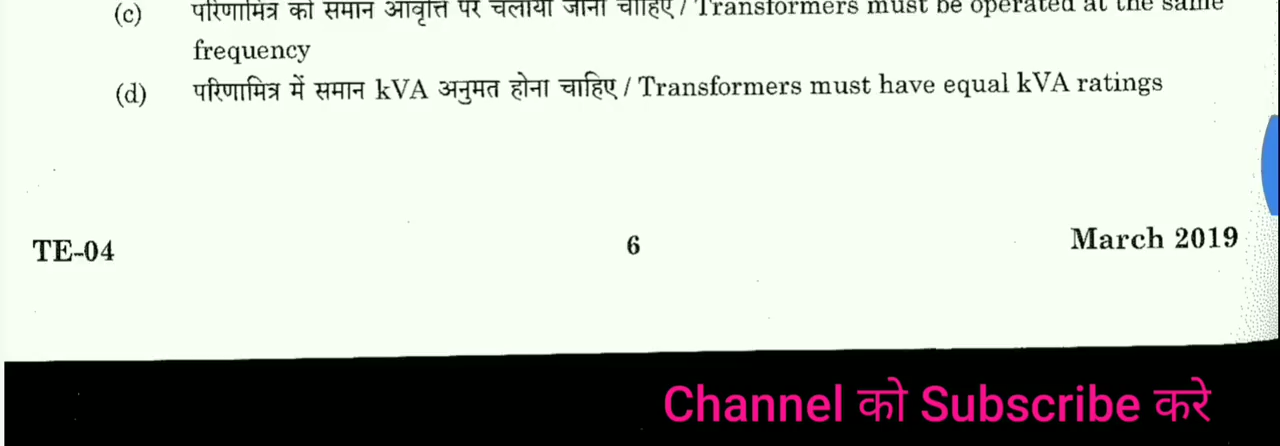 (c) परिणामित्र को समान आवृत्ति पर चलाया जाना चाहिए / Transformers must be operated at the same
frequency
(d) परिणामित्र में समान kVA अनुमत होना चाहिए / Transformers must have equal kVA ratings
TE-04 6 March 2019
Channel को Subscribe करे